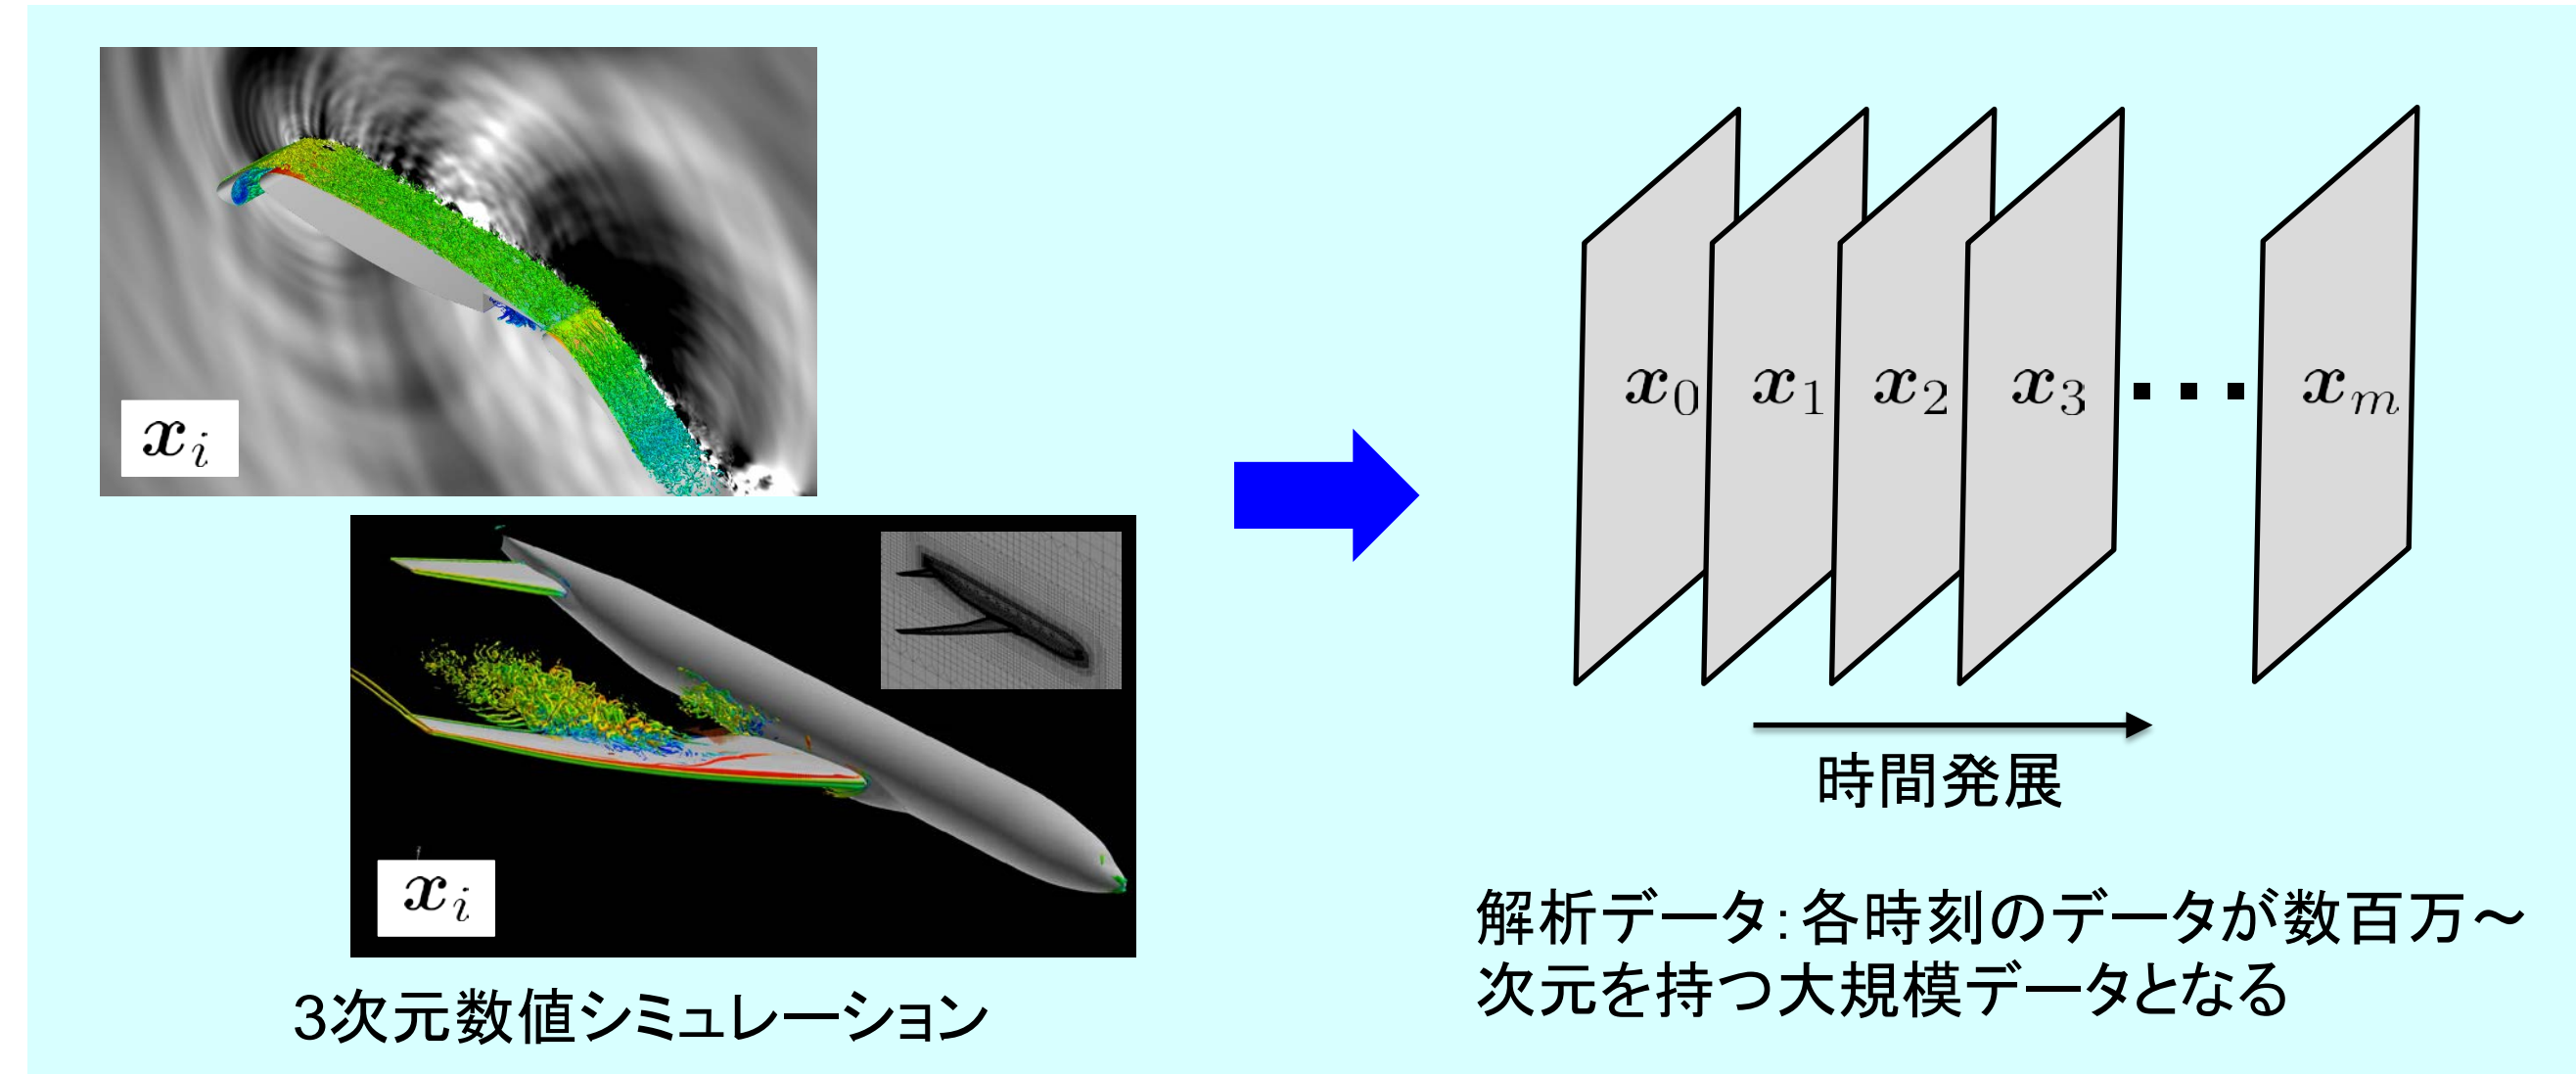 x_i
x_i
3次元数値シミュレーション
x_0 x_1 x_2 x_3 ・・・ x_m
時間発展
解析データ：各時刻のデータが数百万～
次元を持つ大規模データとなる